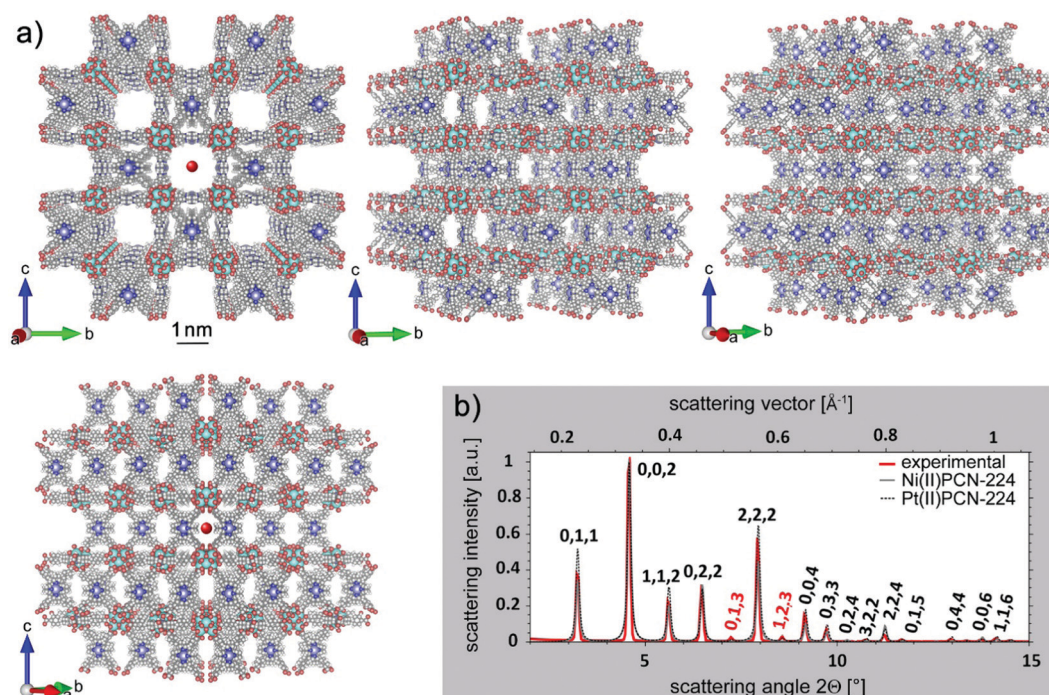 a)
c
a
b
1 nm
c
a
b
c
a
b
c
a
b
b)
scattering vector [Å-1]
0.2
0.4
0.6
0.8
1
scattering intensity [a.u.]
1
0.8
0.6
0.4
0.2
0
experimental
Ni(II)PCN-224
Pt(II)PCN-224
0,1,1
0,0,2
1,1,2
0,2,2
0,1,3
2,2,2
1,2,3
0,0,4
0,3,3
0,2,4
3,2,2
2,2,4
0,1,5
0,4,4
0,0,6
1,1,6
5
10
15
scattering angle 2Θ [°]